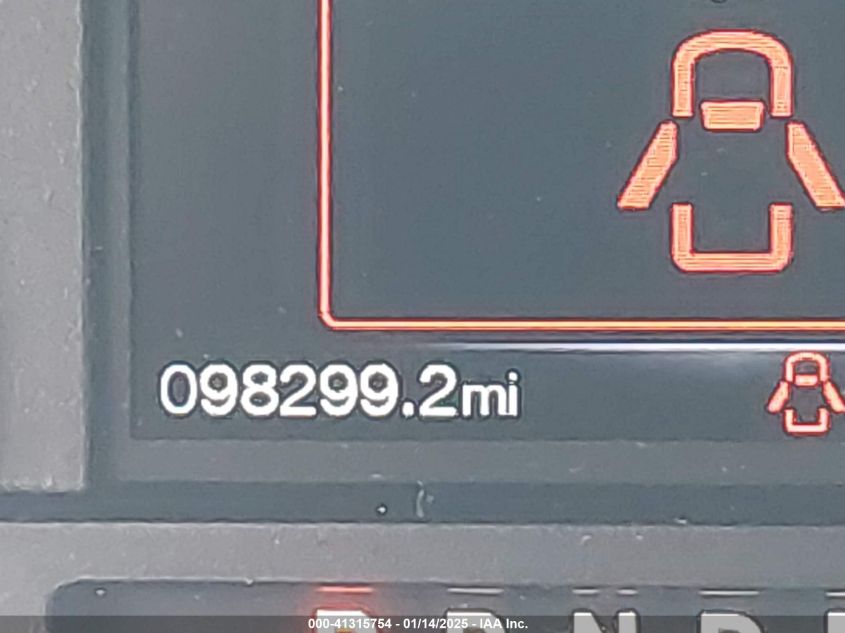 098299.2mi
P R N D
000-41315754 - 01/14/2025 - IAA Inc.